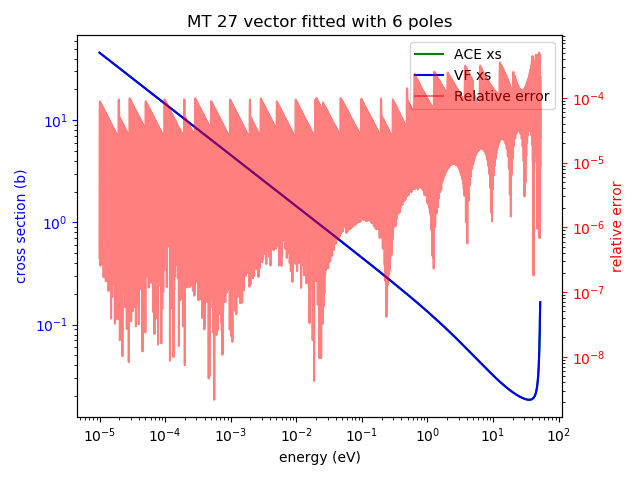 MT 27 vector fitted with 6 poles
ACE xs
VF xs
Relative error
cross section (b)
10¹
10⁰
10⁻¹
relative error
10⁻⁴
10⁻⁵
10⁻⁶
10⁻⁷
10⁻⁸
10⁻⁵ 10⁻⁴ 10⁻³ 10⁻² 10⁻¹ 10⁰ 10¹ 10²
energy (eV)